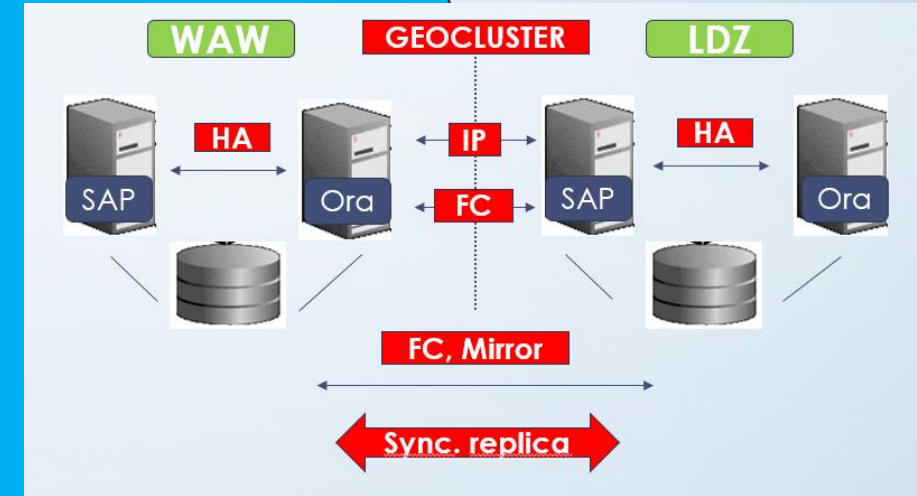 WAW
GEOCLUSTER
LDZ
HA
IP
HA
SAP
Ora
FC
SAP
Ora
FC, Mirror
Sync. replica